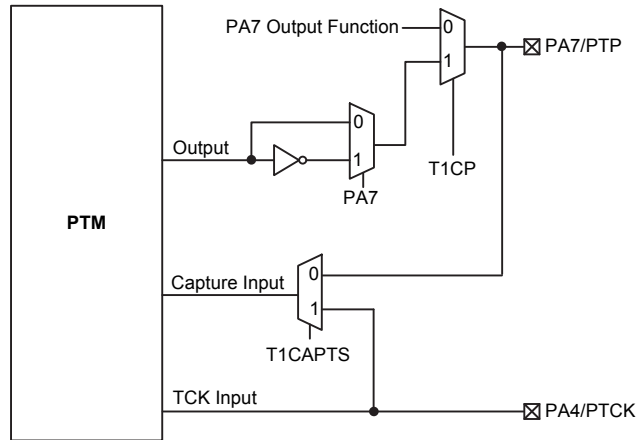 PA7 Output Function
0
1
PA7/PTP
Output
0
1
T1CP
PA7
PTM
Capture Input
0
1
T1CAPTS
TCK Input
PA4/PTCK